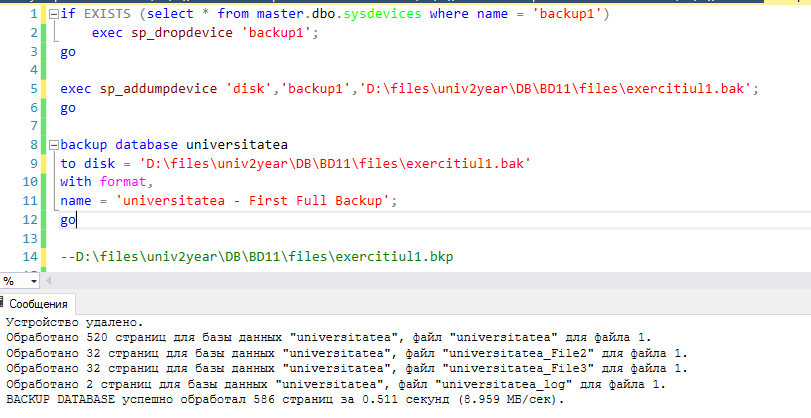 1 if EXISTS (select * from master.dbo.sysdevices where name = 'backup1')
2 exec sp_dropdevice 'backup1';
3 go
4
5 exec sp_addumpdevice 'disk','backup1','D:\files\univ2year\DB\BD11\files\exercitiul1.bak';
6 go
7
8 backup database universitatea
9 to disk = 'D:\files\univ2year\DB\BD11\files\exercitiul1.bak'
10 with format,
11 name = 'universitatea - First Full Backup';
12 go
13
14 --D:\files\univ2year\DB\BD11\files\exercitiul1.bkp
%
Сообщения
Устройство удалено.
Обработано 520 страниц для базы данных "universitatea", файл "universitatea" для файла 1.
Обработано 32 страниц для базы данных "universitatea", файл "universitatea_File2" для файла 1.
Обработано 32 страниц для базы данных "universitatea", файл "universitatea_File3" для файла 1.
Обработано 2 страниц для базы данных "universitatea", файл "universitatea_log" для файла 1.
BACKUP DATABASE успешно обработал 586 страниц за 0.511 секунд (8.959 МБ/сек).